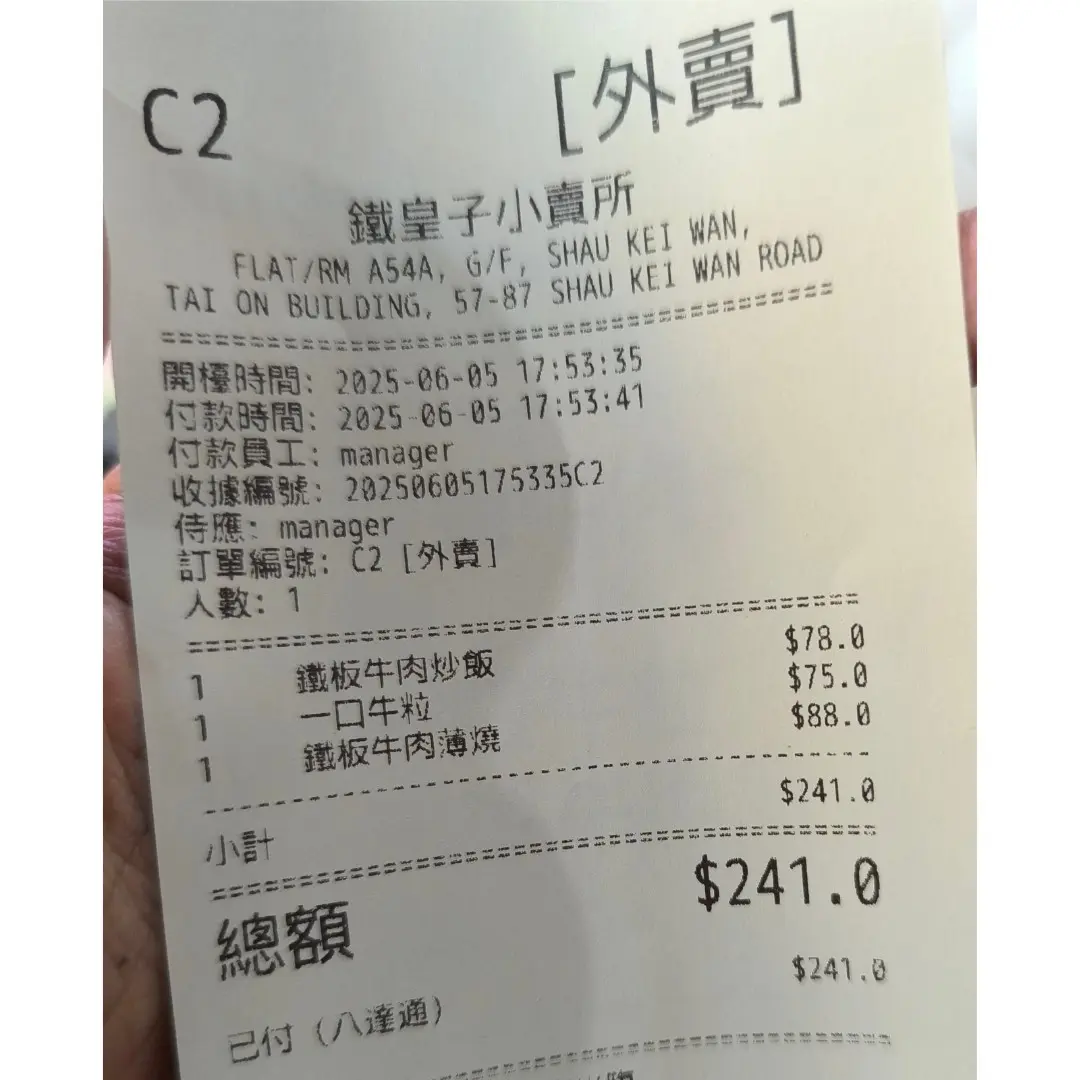 C2 [外賣]
鐵皇子小賣所
FLAT/RM A54A, G/F, SHAU KEI WAN,
TAI ON BUILDING, 57-87 SHAU KEI WAN ROAD
開檯時間: 2025-06-05 17:53:35
付款時間: 2025-06-05 17:53:41
付款員工: manager
收據編號: 20250605175335C2
侍應: manager
訂單編號: C2 [外賣]
人數: 1
1 鐵板牛肉炒飯 $78.0
1 一口牛粒 $75.0
1 鐵板牛肉薄燒 $88.0
小計 $241.0
總額 $241.0
已付 (八達通) $241.0